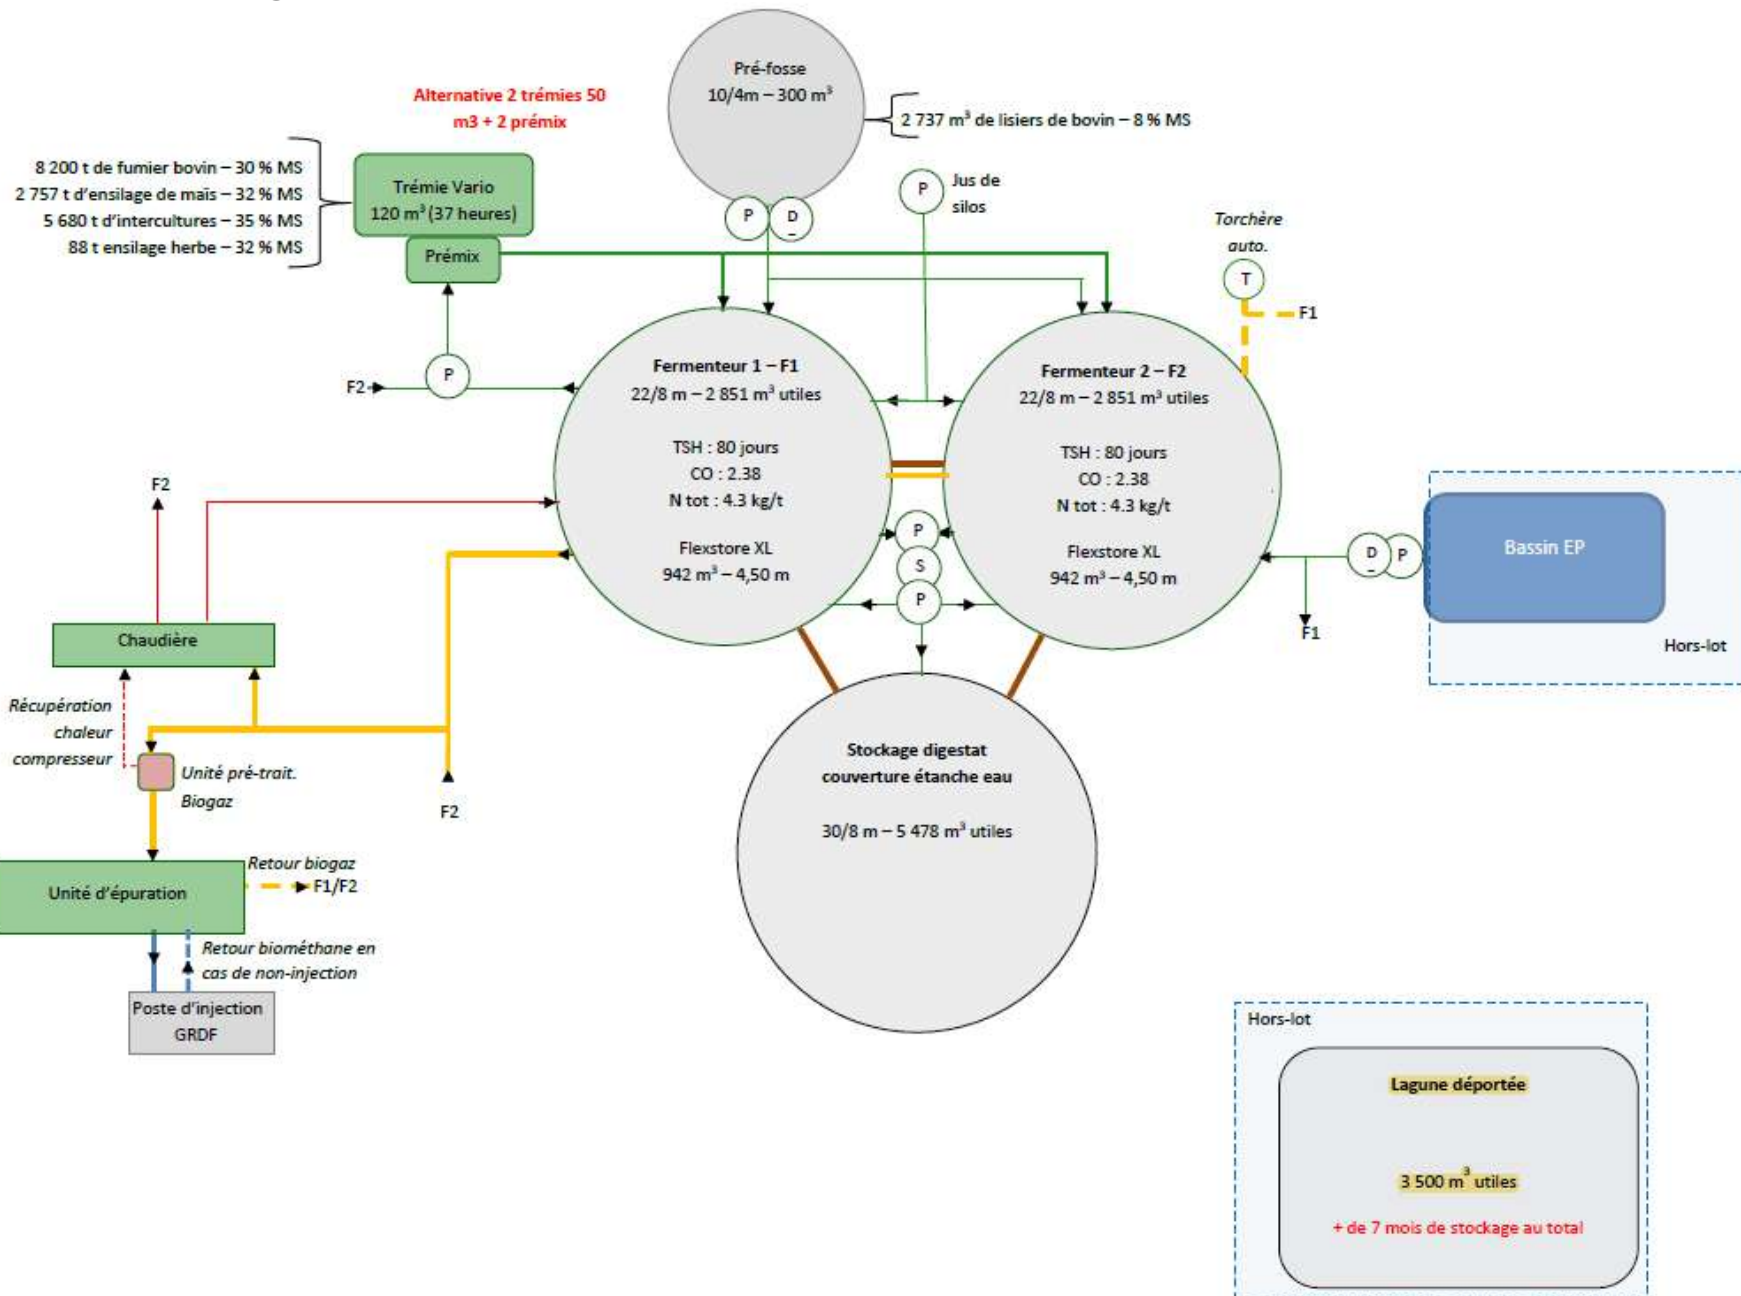 Pré-fosse
10/4m – 300 m³
Alternative 2 trémies 50
m3 + 2 prémix
2 737 m³ de lisiers de bovin – 8 % MS
8 200 t de fumier bovin – 30 % MS
2 757 t d'ensilage de maïs – 32 % MS
5 680 t d'intercultures – 35 % MS
88 t ensilage herbe – 32 % MS
Trémie Vario
120 m³ (37 heures)
Prémix
P
D
P
Jus de
silos
Torchère
auto.
T
F1
F2
P
Fermenteur 1 – F1
22/8 m – 2 851 m³ utiles
TSH : 80 jours
CO : 2.38
N tot : 4.3 kg/t
Flexstore XL
942 m³ – 4,50 m
Fermenteur 2 – F2
22/8 m – 2 851 m³ utiles
TSH : 80 jours
CO : 2.38
N tot : 4.3 kg/t
Flexstore XL
942 m³ – 4,50 m
P
S
P
D
P
Bassin EP
F1
Hors-lot
F2
Chaudière
Récupération
chaleur
compresseur
Unité pré-trait.
Biogaz
F2
Retour biogaz
F1/F2
Unité d'épuration
Retour biométhane en
cas de non-injection
Poste d'injection
GRDF
Stockage digestat
couverture étanche eau
30/8 m – 5 478 m³ utiles
Hors-lot
Lagune déportée
3 500 m³ utiles
+ de 7 mois de stockage au total